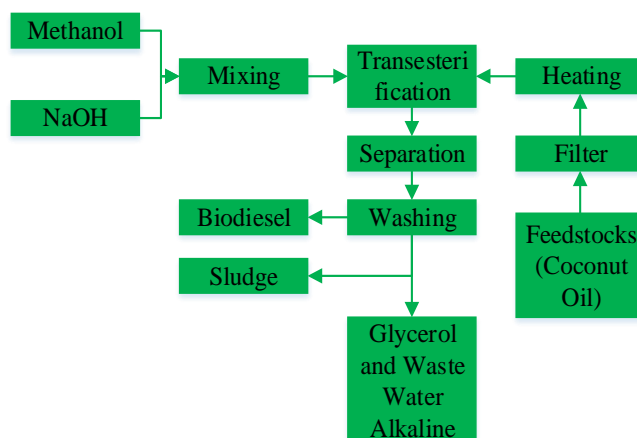 Methanol
NaOH
Mixing
Transesteri
fication
Heating
Separation
Filter
Biodiesel
Washing
Feedstocks
(Coconut
Oil)
Sludge
Glycerol
and Waste
Water
Alkaline